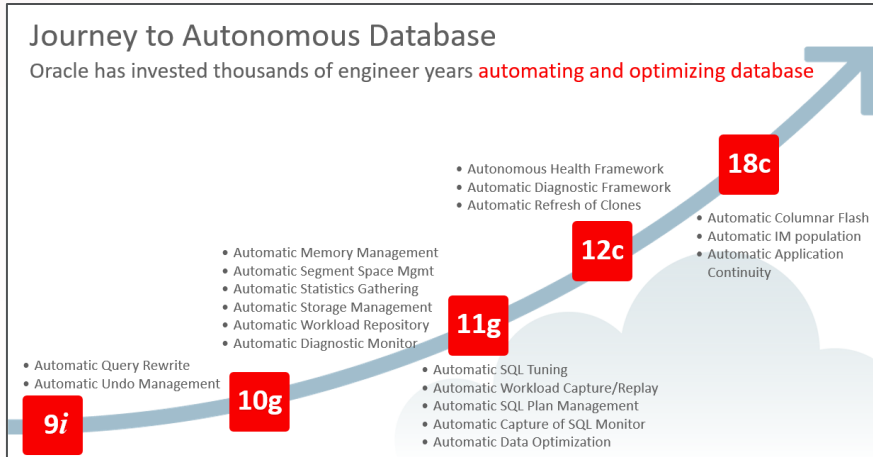 Journey to Autonomous Database
Oracle has invested thousands of engineer years automating and optimizing database
9i
• Automatic Query Rewrite
• Automatic Undo Management
10g
• Automatic Memory Management
• Automatic Segment Space Mgmt
• Automatic Statistics Gathering
• Automatic Storage Management
• Automatic Workload Repository
• Automatic Diagnostic Monitor
11g
• Automatic SQL Tuning
• Automatic Workload Capture/Replay
• Automatic SQL Plan Management
• Automatic Capture of SQL Monitor
• Automatic Data Optimization
12c
• Autonomous Health Framework
• Automatic Diagnostic Framework
• Automatic Refresh of Clones
18c
• Automatic Columnar Flash
• Automatic IM population
• Automatic Application
Continuity